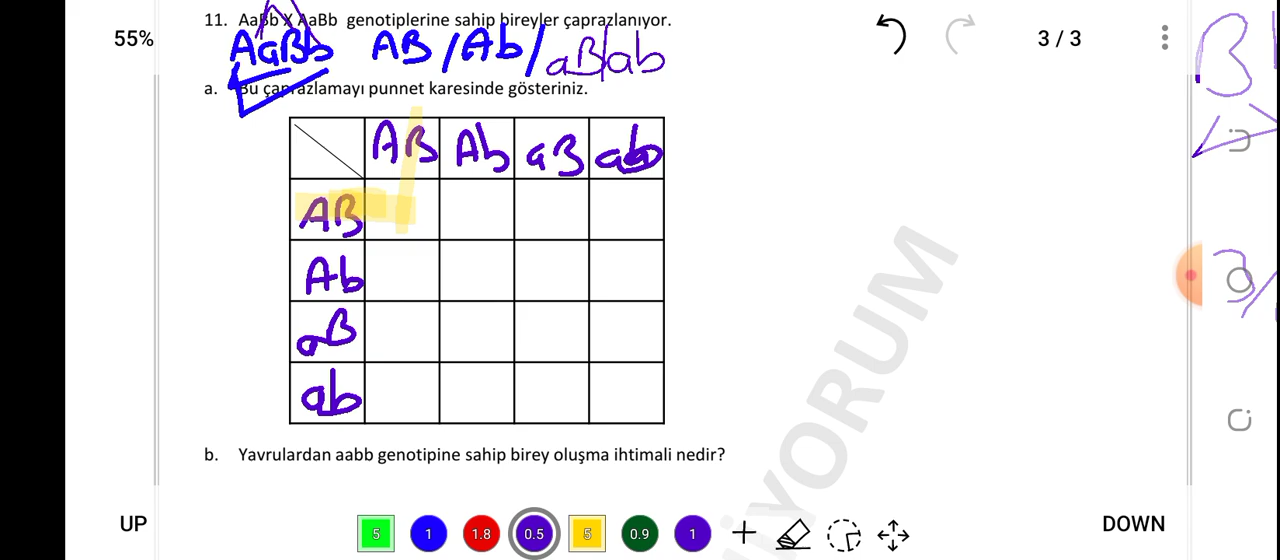 11. AaBb X AaBb genotiplerine sahip bireyler çaprazlanıyor.
55%
3 / 3
AaBb AB / Ab / aB / ab
a. Bu çaprazlamayı punnet karesinde gösteriniz.
AB Ab aB ab
AB
Ab
aB
ab
b. Yavrulardan aabb genotipine sahip birey oluşma ihtimali nedir?
UP
5 1 1.8 0.5 5 0.9 1
DOWN